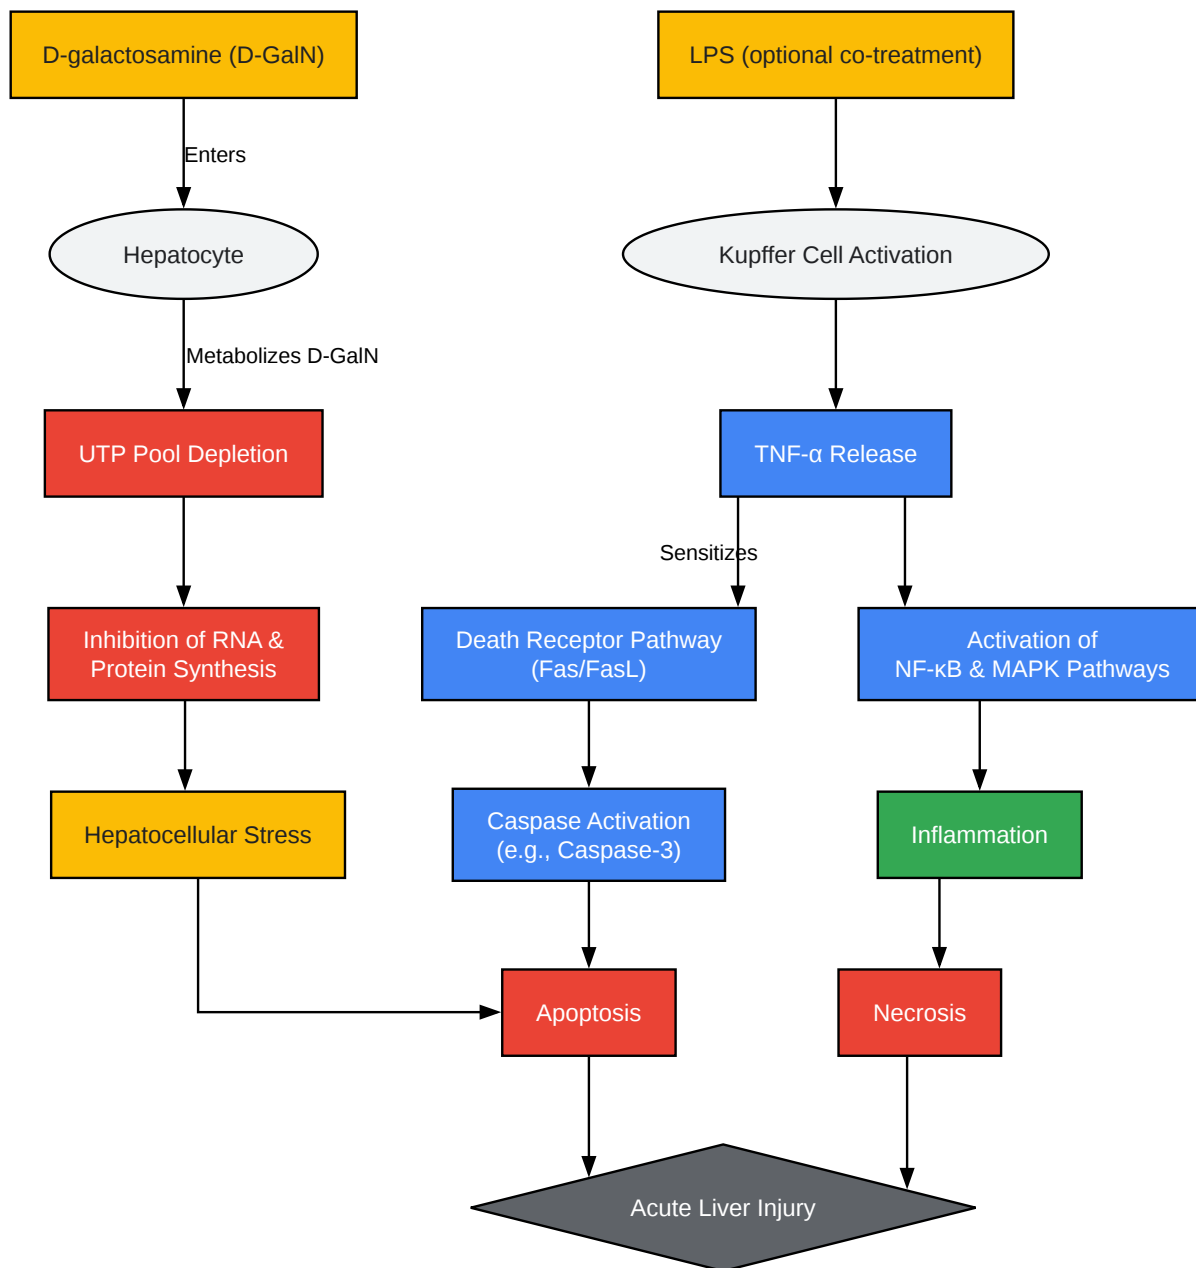 D-galactosamine (D-GalN)
LPS (optional co-treatment)
Enters
Hepatocyte
Kupffer Cell Activation
Metabolizes D-GalN
UTP Pool Depletion
TNF-α Release
Sensitizes
Inhibition of RNA &
Protein Synthesis
Death Receptor Pathway
(Fas/FasL)
Activation of
NF-κB & MAPK Pathways
Hepatocellular Stress
Caspase Activation
(e.g., Caspase-3)
Inflammation
Apoptosis
Necrosis
Acute Liver Injury